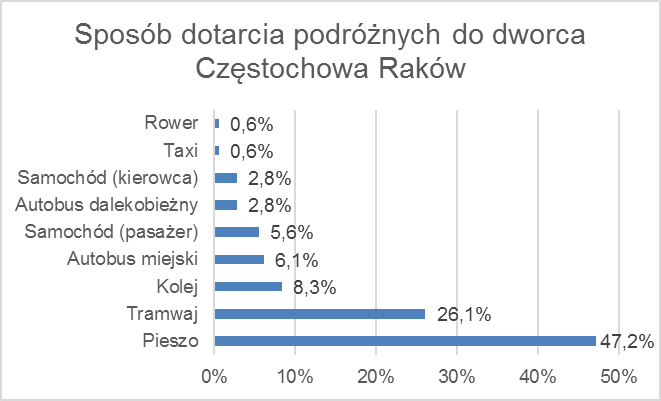 Sposób dotarcia podróżnych do dworca
Częstochowa Raków
Rower 0,6%
Taxi 0,6%
Samochód (kierowca) 2,8%
Autobus dalekobieżny 2,8%
Samochód (pasażer) 5,6%
Autobus miejski 6,1%
Kolej 8,3%
Tramwaj 26,1%
Pieszo 47,2%
0% 10% 20% 30% 40% 50%